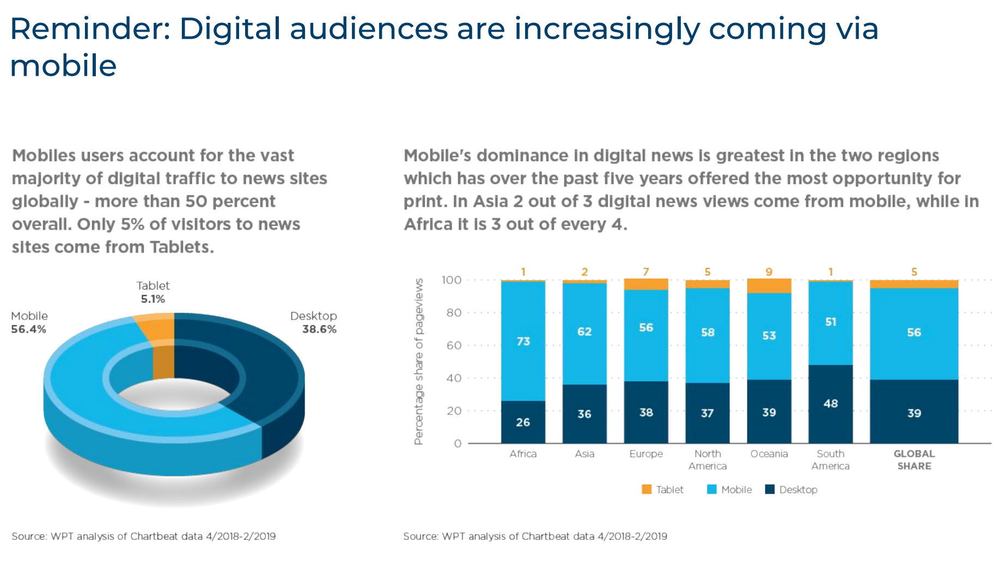 Reminder: Digital audiences are increasingly coming via
mobile
Mobiles users account for the vast
majority of digital traffic to news sites
globally - more than 50 percent
overall. Only 5% of visitors to news
sites come from Tablets.
Tablet
5.1%
Mobile
56.4%
Desktop
38.6%
Source: WPT analysis of Chartbeat data 4/2018-2/2019
Mobile's dominance in digital news is greatest in the two regions
which has over the past five years offered the most opportunity for
print. In Asia 2 out of 3 digital news views come from mobile, while in
Africa it is 3 out of every 4.
Percentage share of pageviews
100
80
60
40
20
0
1 2 7 5 9 1 5
73 62 56 58 53 51 56
26 36 38 37 39 48 39
Africa Asia Europe North Oceania South GLOBAL
America America SHARE
Tablet Mobile Desktop
Source: WPT analysis of Chartbeat data 4/2018-2/2019